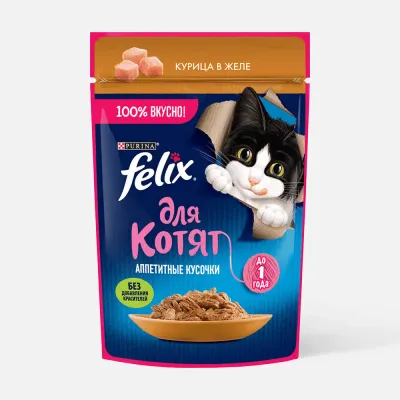 КУРИЦА В ЖЕЛЕ
100% ВКУСНО!
PURINA
felix
для
Котят
АППЕТИТНЫЕ КУСОЧКИ
ДО
1
ГОДА
БЕЗ
ДОБАВЛЕНИЯ
КРАСИТЕЛЕЙ